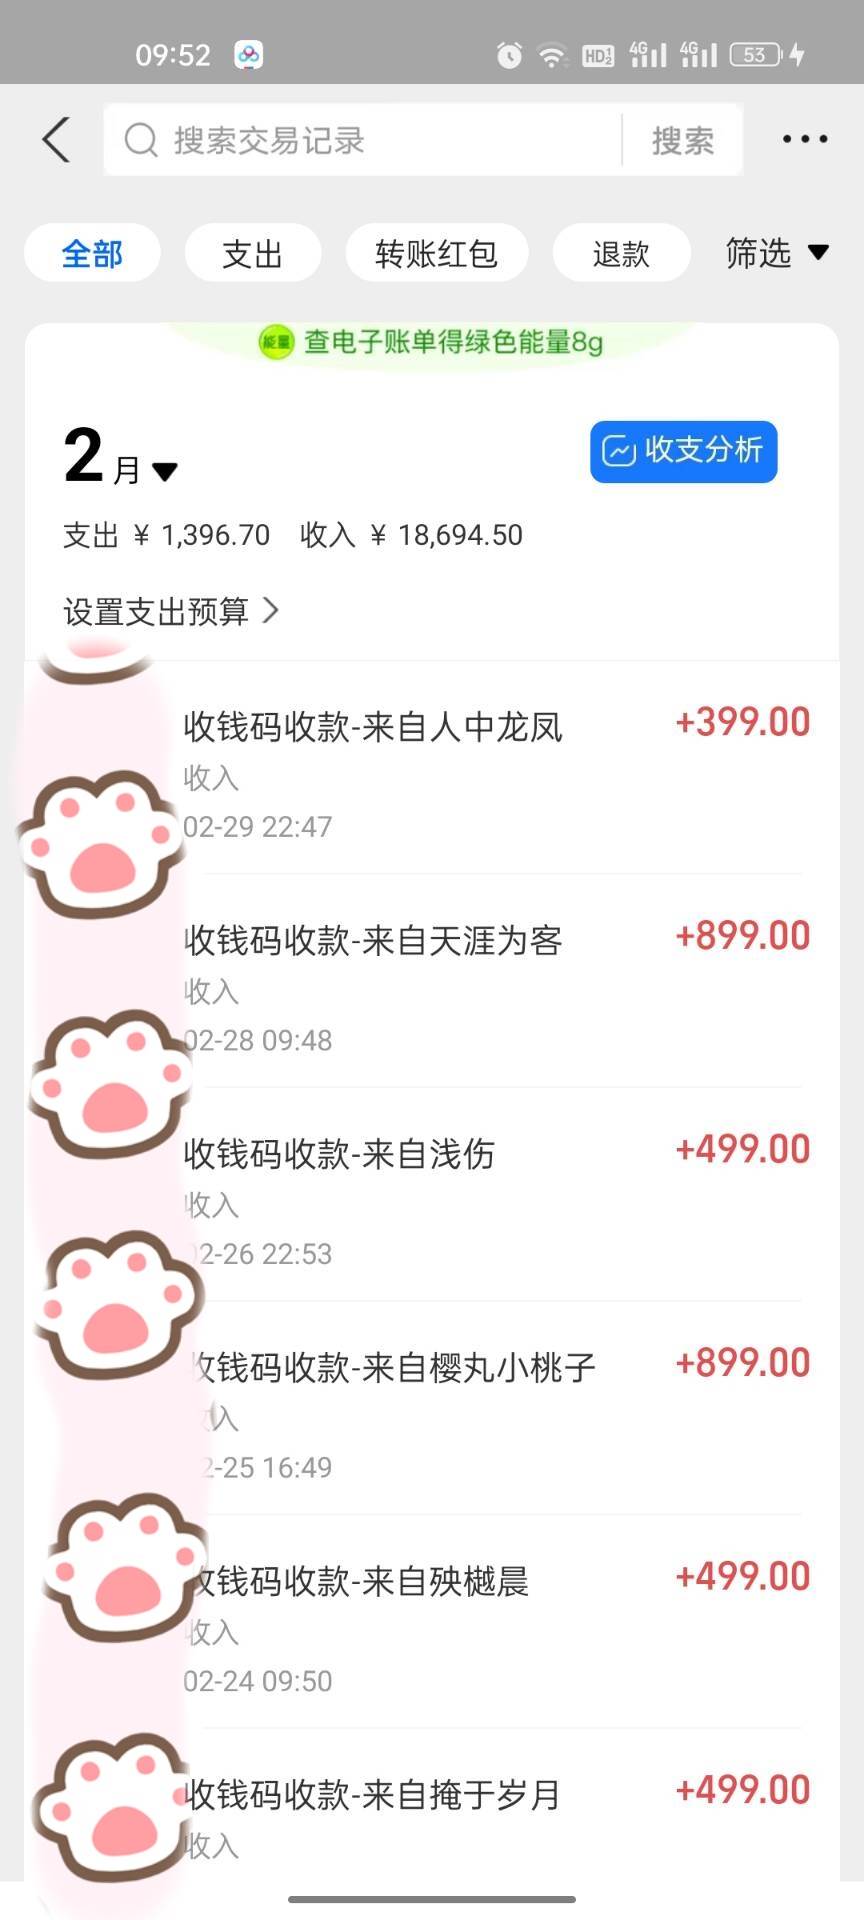 09:52 HD 4G 4G 53
搜索交易记录 搜索
全部 支出 转账红包 退款 筛选
能量 查电子账单得绿色能量8g
2月 收支分析
支出 ¥ 1,396.70 收入 ¥ 18,694.50
设置支出预算
收钱码收款-来自人中龙凤 +399.00
收入
02-29 22:47
收钱码收款-来自天涯为客 +899.00
收入
02-28 09:48
收钱码收款-来自浅伤 +499.00
收入
02-26 22:53
收钱码收款-来自樱丸小桃子 +899.00
收入
2-25 16:49
收钱码收款-来自殃樾晨 +499.00
收入
02-24 09:50
收钱码收款-来自掩于岁月 +499.00
收入